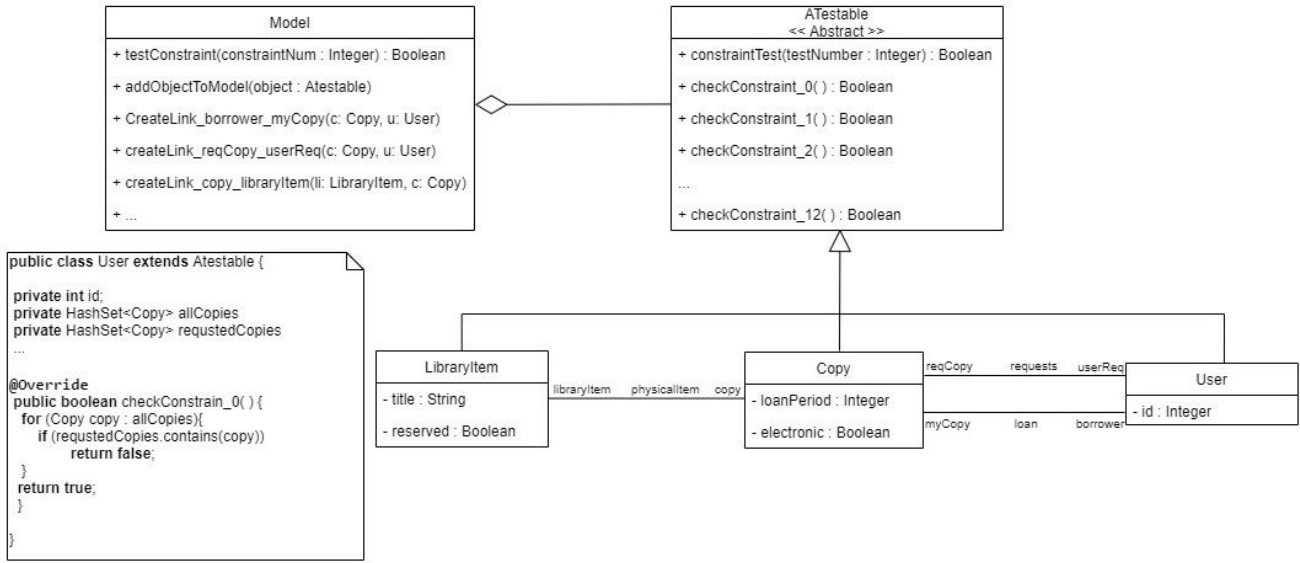 Model
+ testConstraint(constraintNum : Integer) : Boolean
+ addObjectToModel(object : Atestable)
+ CreateLink_borrower_myCopy(c: Copy, u: User)
+ createLink_reqCopy_userReq(c: Copy, u: User)
+ createLink_copy_libraryItem(li: LibraryItem, c: Copy)
+ ...
ATestable
<< Abstract >>
+ constraintTest(testNumber : Integer) : Boolean
+ checkConstraint_0( ) : Boolean
+ checkConstraint_1( ) : Boolean
+ checkConstraint_2( ) : Boolean
...
+ checkConstraint_12( ) : Boolean
public class User extends Atestable {
private int id;
private HashSet<Copy> allCopies
private HashSet<Copy> requstedCopies
...
@Override
public boolean checkConstrain_0( ) {
for (Copy copy : allCopies){
if (requstedCopies.contains(copy))
return false;
}
return true;
}
}
LibraryItem
- title : String
- reserved : Boolean
libraryItem physicalItem copy
Copy
- loanPeriod : Integer
- electronic : Boolean
reqCopy requests userReq
myCopy loan borrower
User
- id : Integer